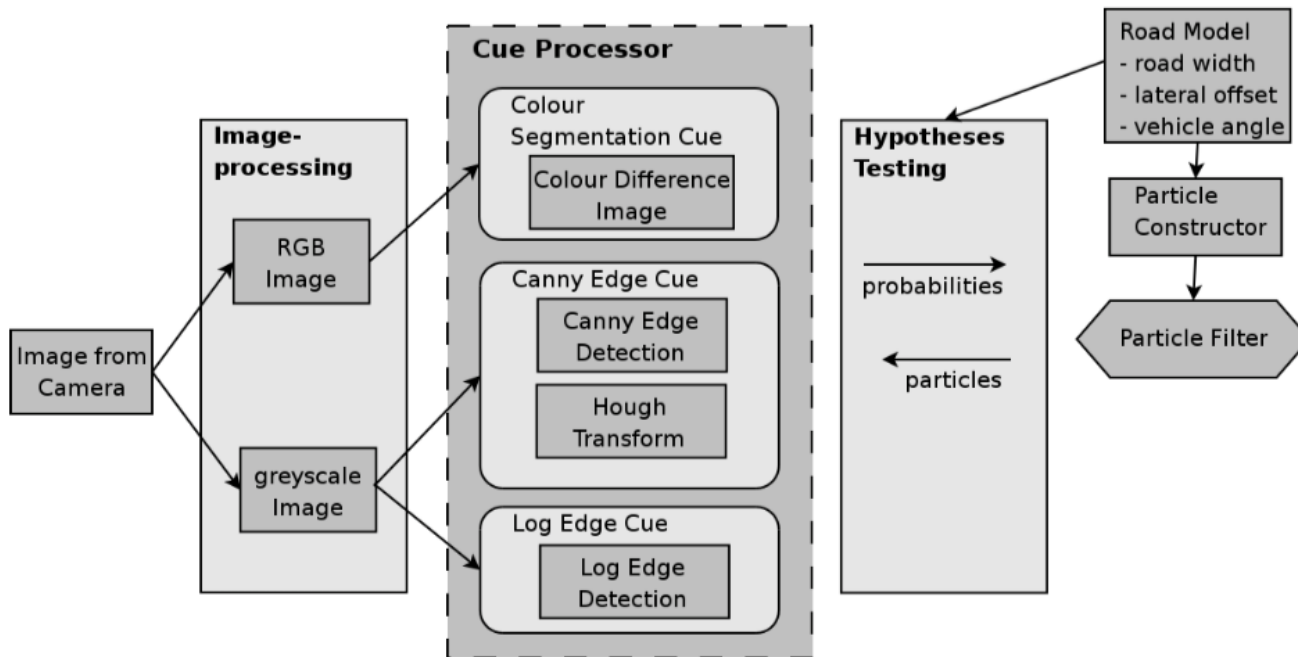 Image from
Camera
Image-
processing
RGB
Image
greyscale
Image
Cue Processor
Colour
Segmentation Cue
Colour Difference
Image
Canny Edge Cue
Canny Edge
Detection
Hough
Transform
Log Edge Cue
Log Edge
Detection
Hypotheses
Testing
probabilities
particles
Road Model
- road width
- lateral offset
- vehicle angle
Particle
Constructor
Particle Filter